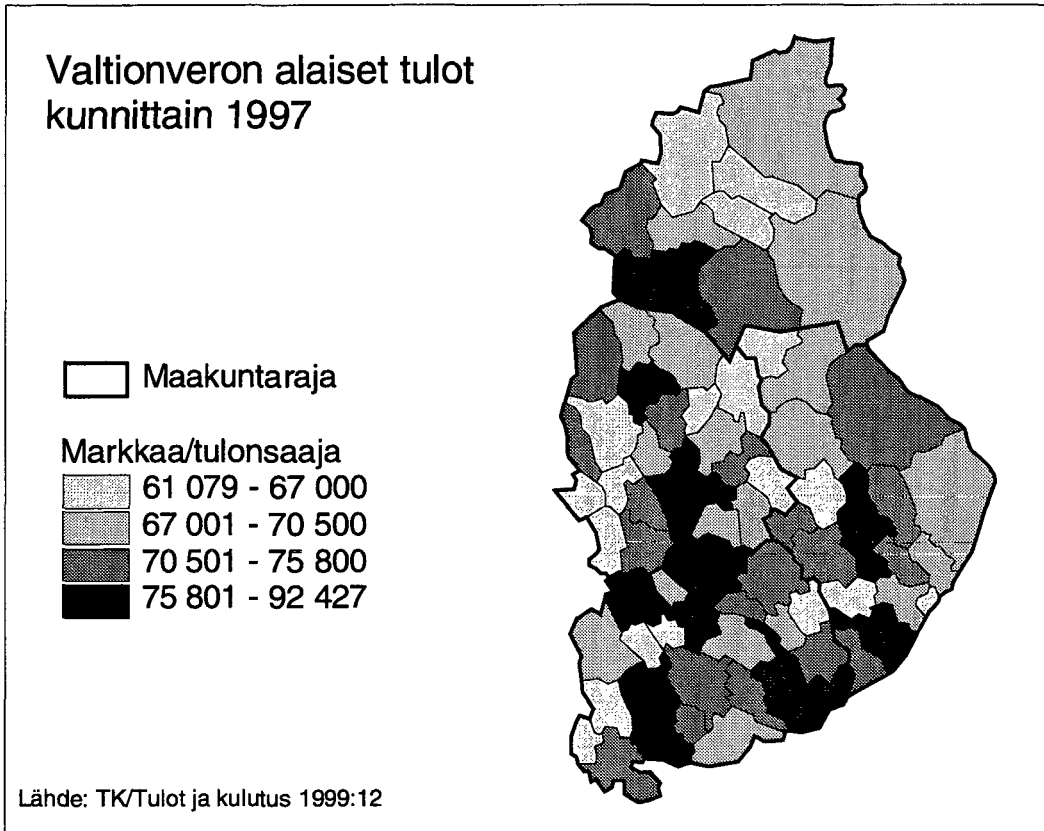 Valtionveron alaiset tulot
kunnittain 1997
Maakuntaraja
Markkaa/tulonsaaja
61 079 - 67 000
67 001 - 70 500
70 501 - 75 800
75 801 - 92 427
Lähde: TK/Tulot ja kulutus 1999:12